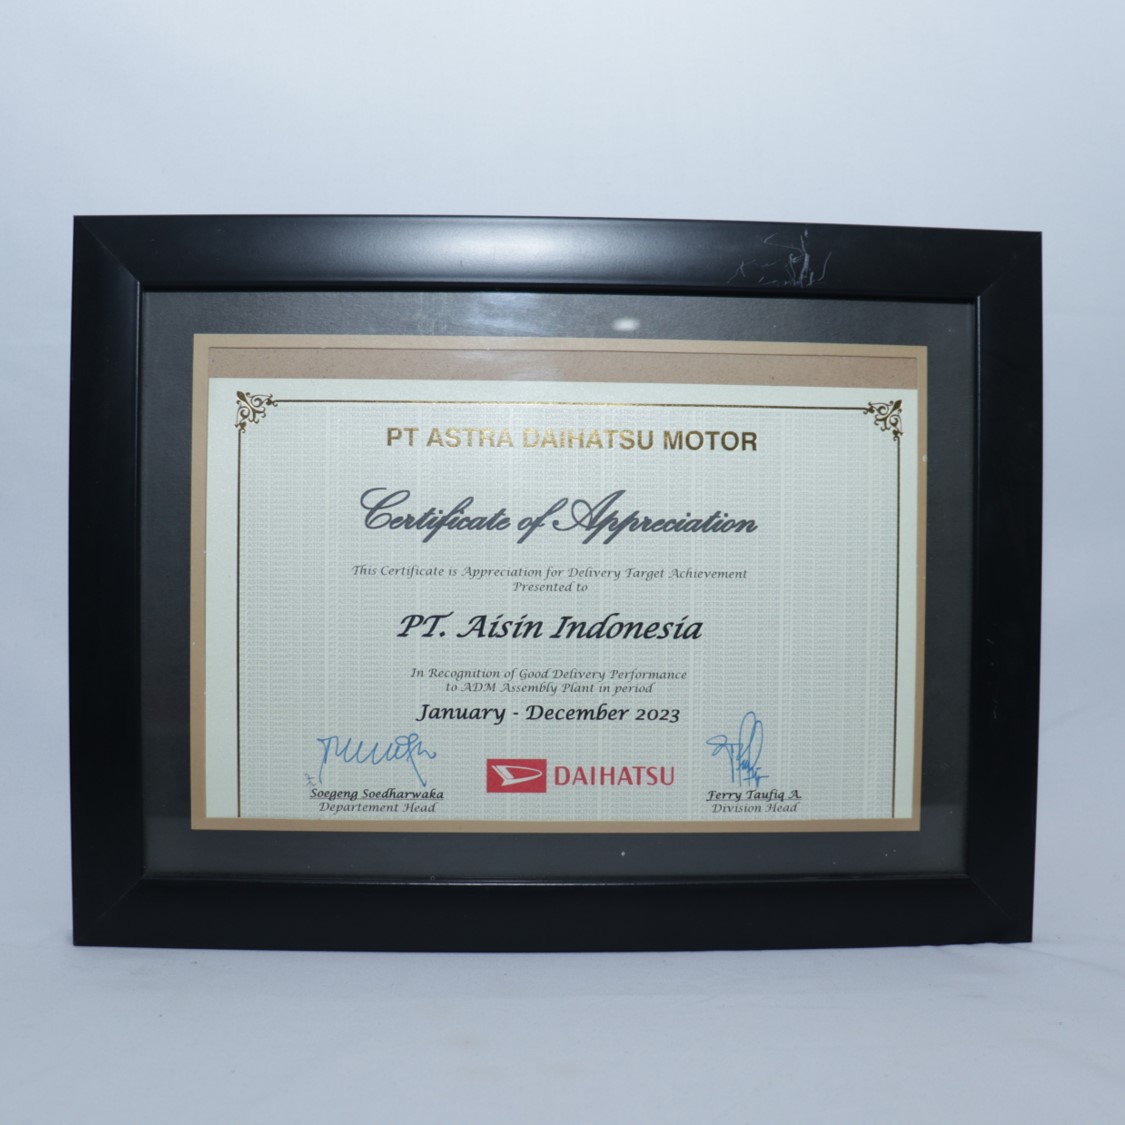 PT ASTRA DAIHATSU MOTOR
Certificate of Appreciation
This Certificate is Appreciation for Delivery Target Achievement
Presented to
PT. Aisin Indonesia
In Recognition of Good Delivery Performance
to ADM Assembly Plant in period
January - December 2023
DAIHATSU
Soegeng Soedharwaka
Departement Head
Ferry Taufiq A.
Division Head